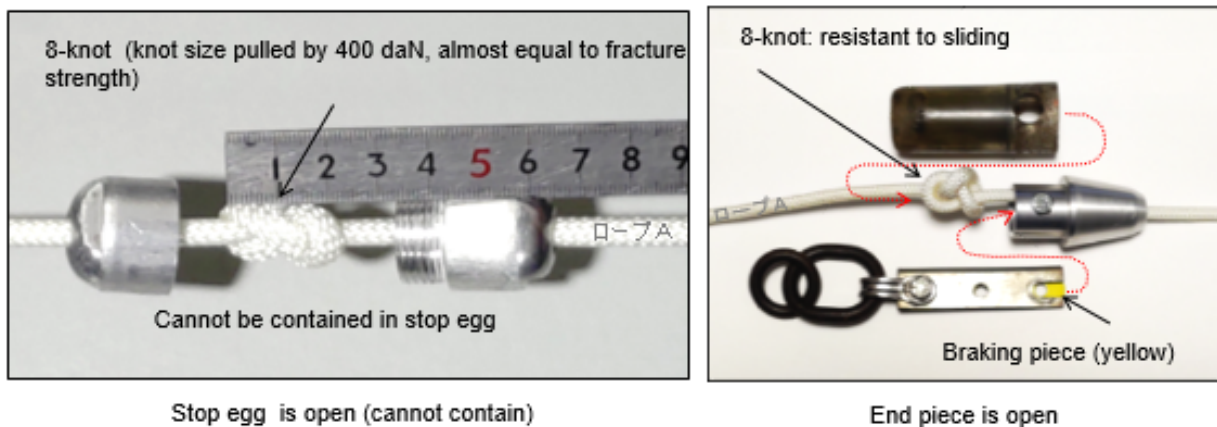 8-knot (knot size pulled by 400 daN, almost equal to fracture
strength)
1 2 3 4 5 6 7 8 9
ロープA
Cannot be contained in stop egg
Stop egg is open (cannot contain)
8-knot: resistant to sliding
ロープA
Braking piece (yellow)
End piece is open